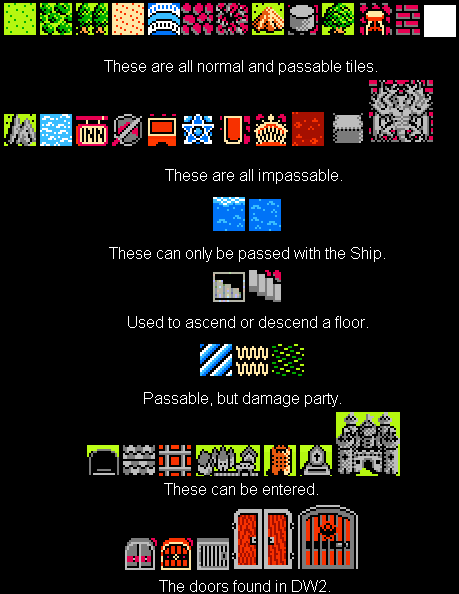 These are all normal and passable tiles.
INN
These are all impassable.
These can only be passed with the Ship.
Used to ascend or descend a floor.
Passable, but damage party.
These can be entered.
The doors found in DW2.